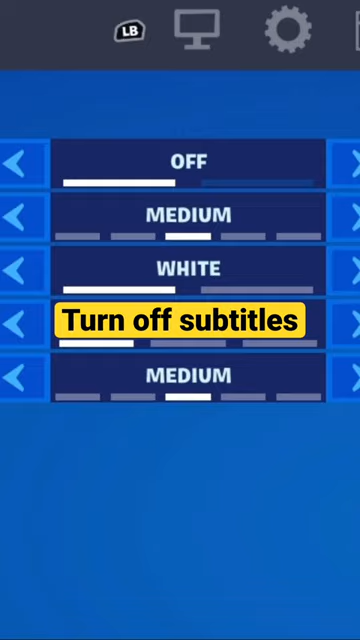 LB
OFF
MEDIUM
WHITE
Turn off subtitles
MEDIUM